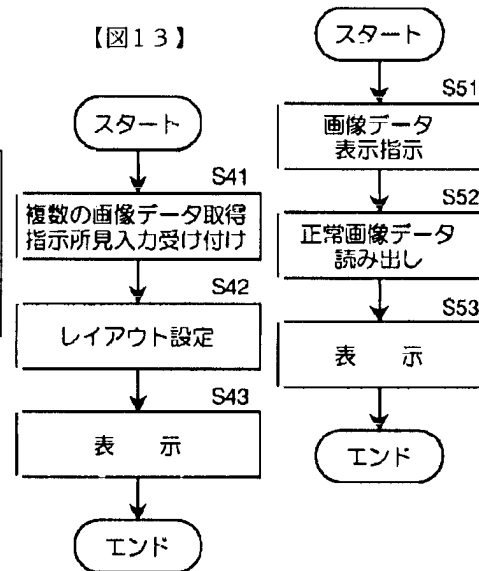 【図13】
スタート
S41
複数の画像データ取得
指示所見入力受け付け
S42
レイアウト設定
S43
表 示
エンド
スタート
S51
画像データ
表示指示
S52
正常画像データ
読み出し
S53
表 示
エンド